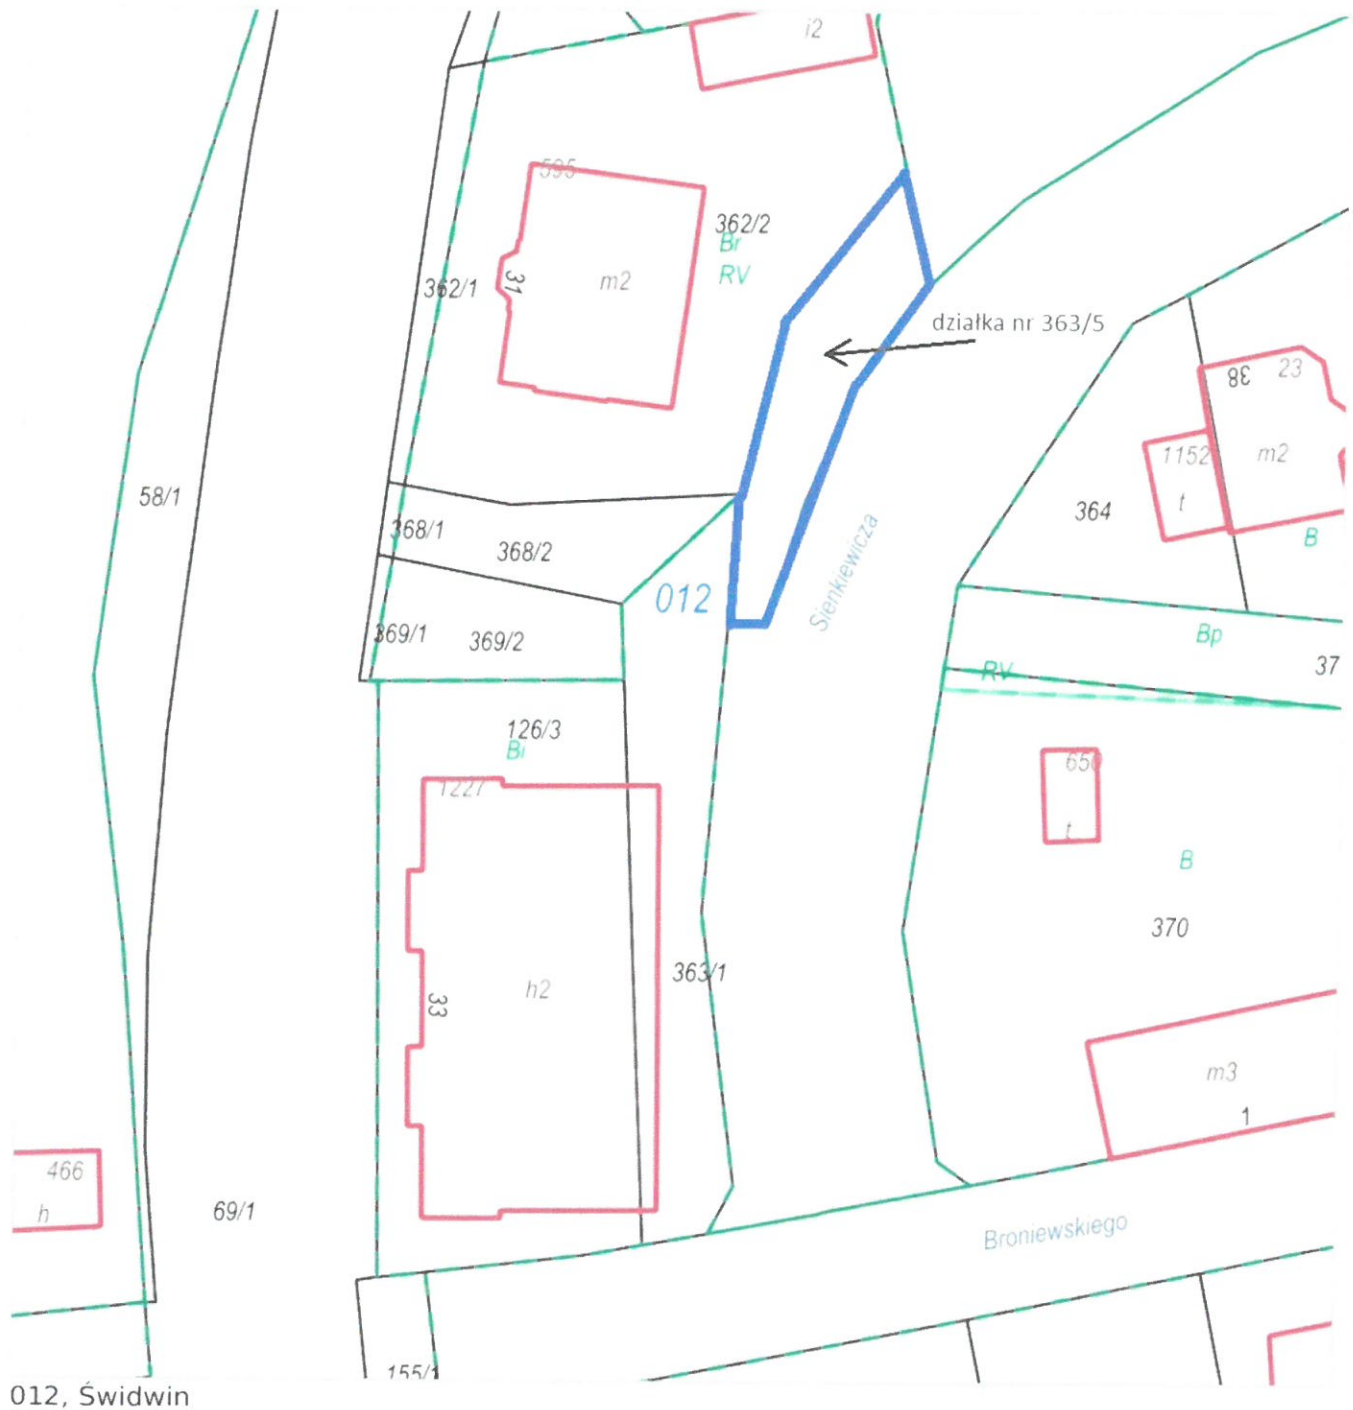 i2
595
362/2
Br
RV
362/1
31
m2
działka nr 363/5
38
23
1152
m2
t
58/1
364
368/1
368/2
B
012
Sienkiewicza
369/1
369/2
Bp
37
RV
126/3
Bi
1227
650
t
B
370
363/1
h2
33
m3
1
466
h
69/1
Broniewskiego
155/1
012, Świdwin